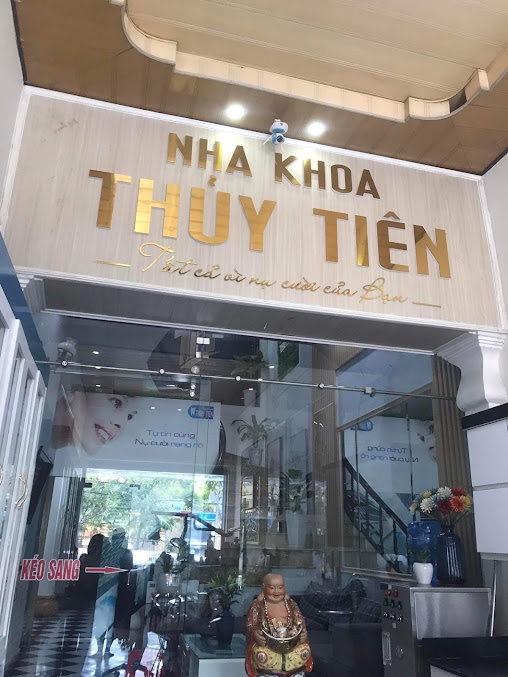 NHA KHOA
THỦY TIÊN
Tất cả vì nụ cười của Bạn
Tự tin cùng
Nụ cười rạng rỡ
KÉO SANG